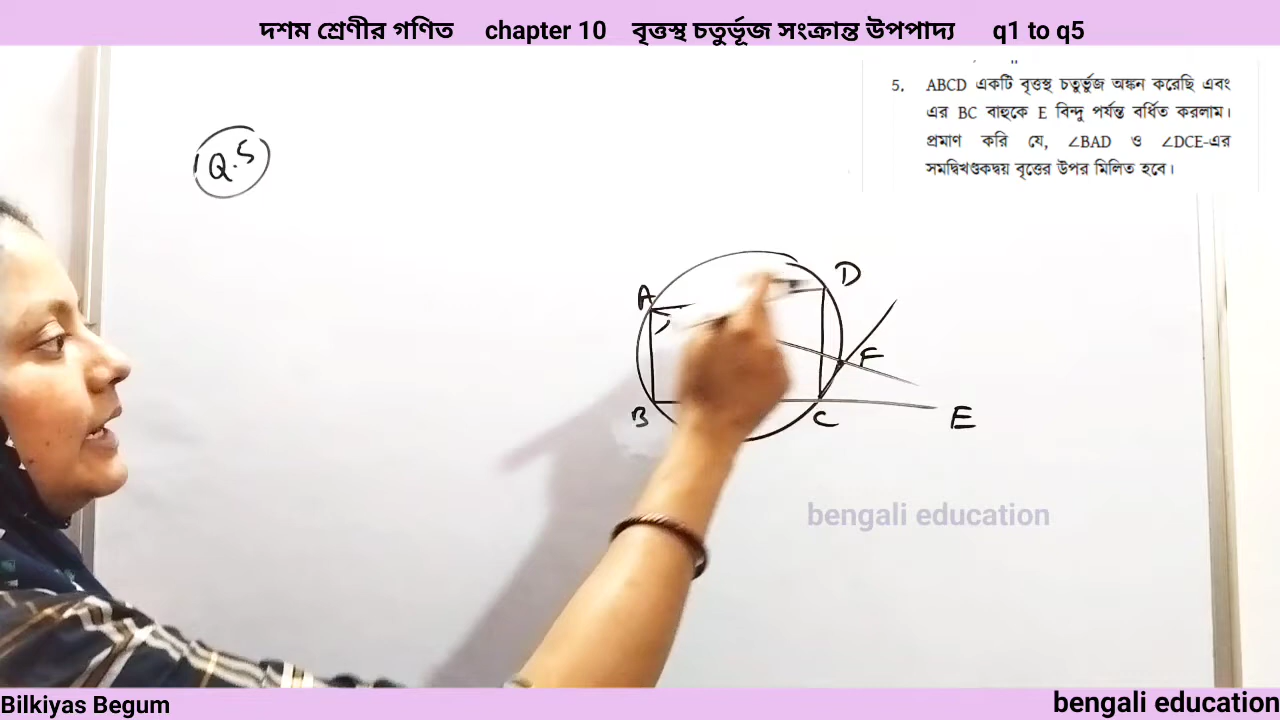 দশম শ্রেণীর গণিত chapter 10 বৃত্তস্থ চতুর্ভূজ সংক্রান্ত উপপাদ্য q1 to q5
5. ABCD একটি বৃত্তস্থ চতুর্ভুজ অঙ্কন করেছি এবং
এর BC বাহুকে E বিন্দু পর্যন্ত বর্ধিত করলাম।
প্রমাণ করি যে, ∠BAD ও ∠DCE-এর
সমদ্বিখণ্ডকদ্বয় বৃত্তের উপর মিলিত হবে।
Q.5
A
D
F
B
C
E
bengali education
Bilkiyas Begum
bengali education